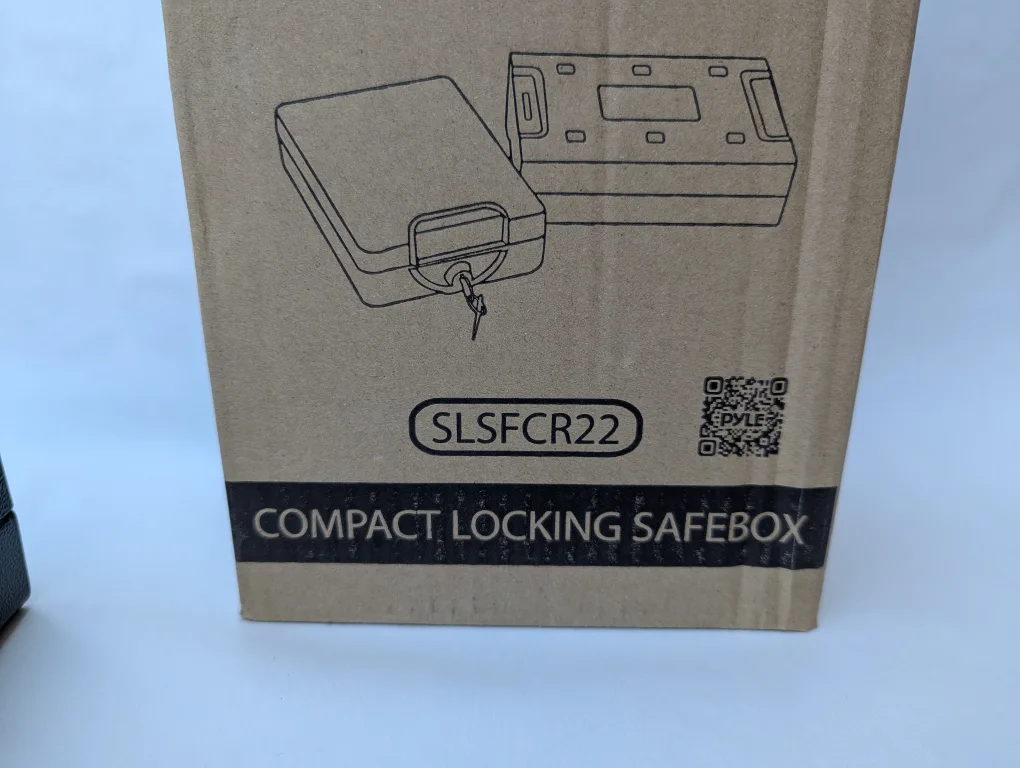 SLSFCR22
PYLE
COMPACT LOCKING SAFEBOX